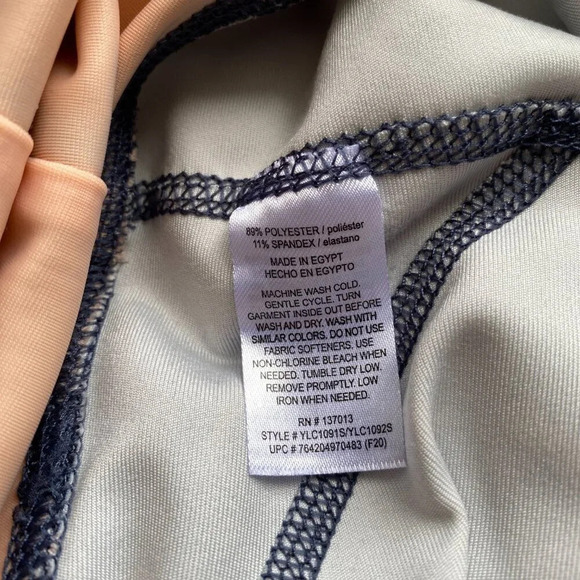 89% POLYESTER / poliéster
11% SPANDEX / elastano
MADE IN EGYPT
HECHO EN EGYPTO
MACHINE WASH COLD.
GENTLE CYCLE. TURN
GARMENT INSIDE OUT BEFORE
WASH AND DRY. WASH WITH
SIMILAR COLORS. DO NOT USE
FABRIC SOFTENERS. USE
NON-CHLORINE BLEACH WHEN
NEEDED. TUMBLE DRY LOW.
REMOVE PROMPTLY. LOW
IRON WHEN NEEDED.
RN # 137013
STYLE # YLC1091S/YLC1092S
UPC # 764204970483 (F20)